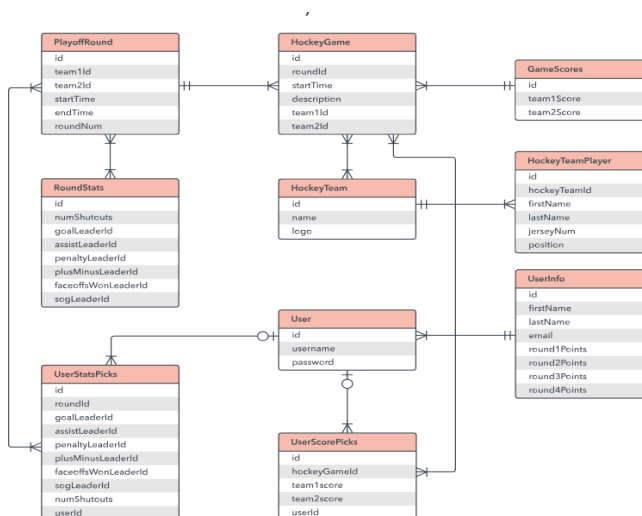 PlayoffRound
id
team1Id
team2Id
startTime
endTime
roundNum
HockeyGame
id
roundId
startTime
description
team1Id
team2Id
GameScores
id
team1Score
team2Score
RoundStats
id
numShutouts
goalLeaderId
assistLeaderId
penaltyLeaderId
plusMinusLeaderId
faceoffsWonLeaderId
sogLeaderId
HockeyTeam
id
name
logo
HockeyTeamPlayer
id
hockeyTeamId
firstName
lastName
jerseyNum
position
User
id
username
password
UserInfo
id
firstName
lastName
email
round1Points
round2Points
round3Points
round4Points
UserStatsPicks
id
roundId
goalLeaderId
assistLeaderId
penaltyLeaderId
plusMinusLeaderId
faceoffsWonLeaderId
sogLeaderId
numShutouts
userId
UserScorePicks
id
hockeyGameId
team1score
team2score
userId